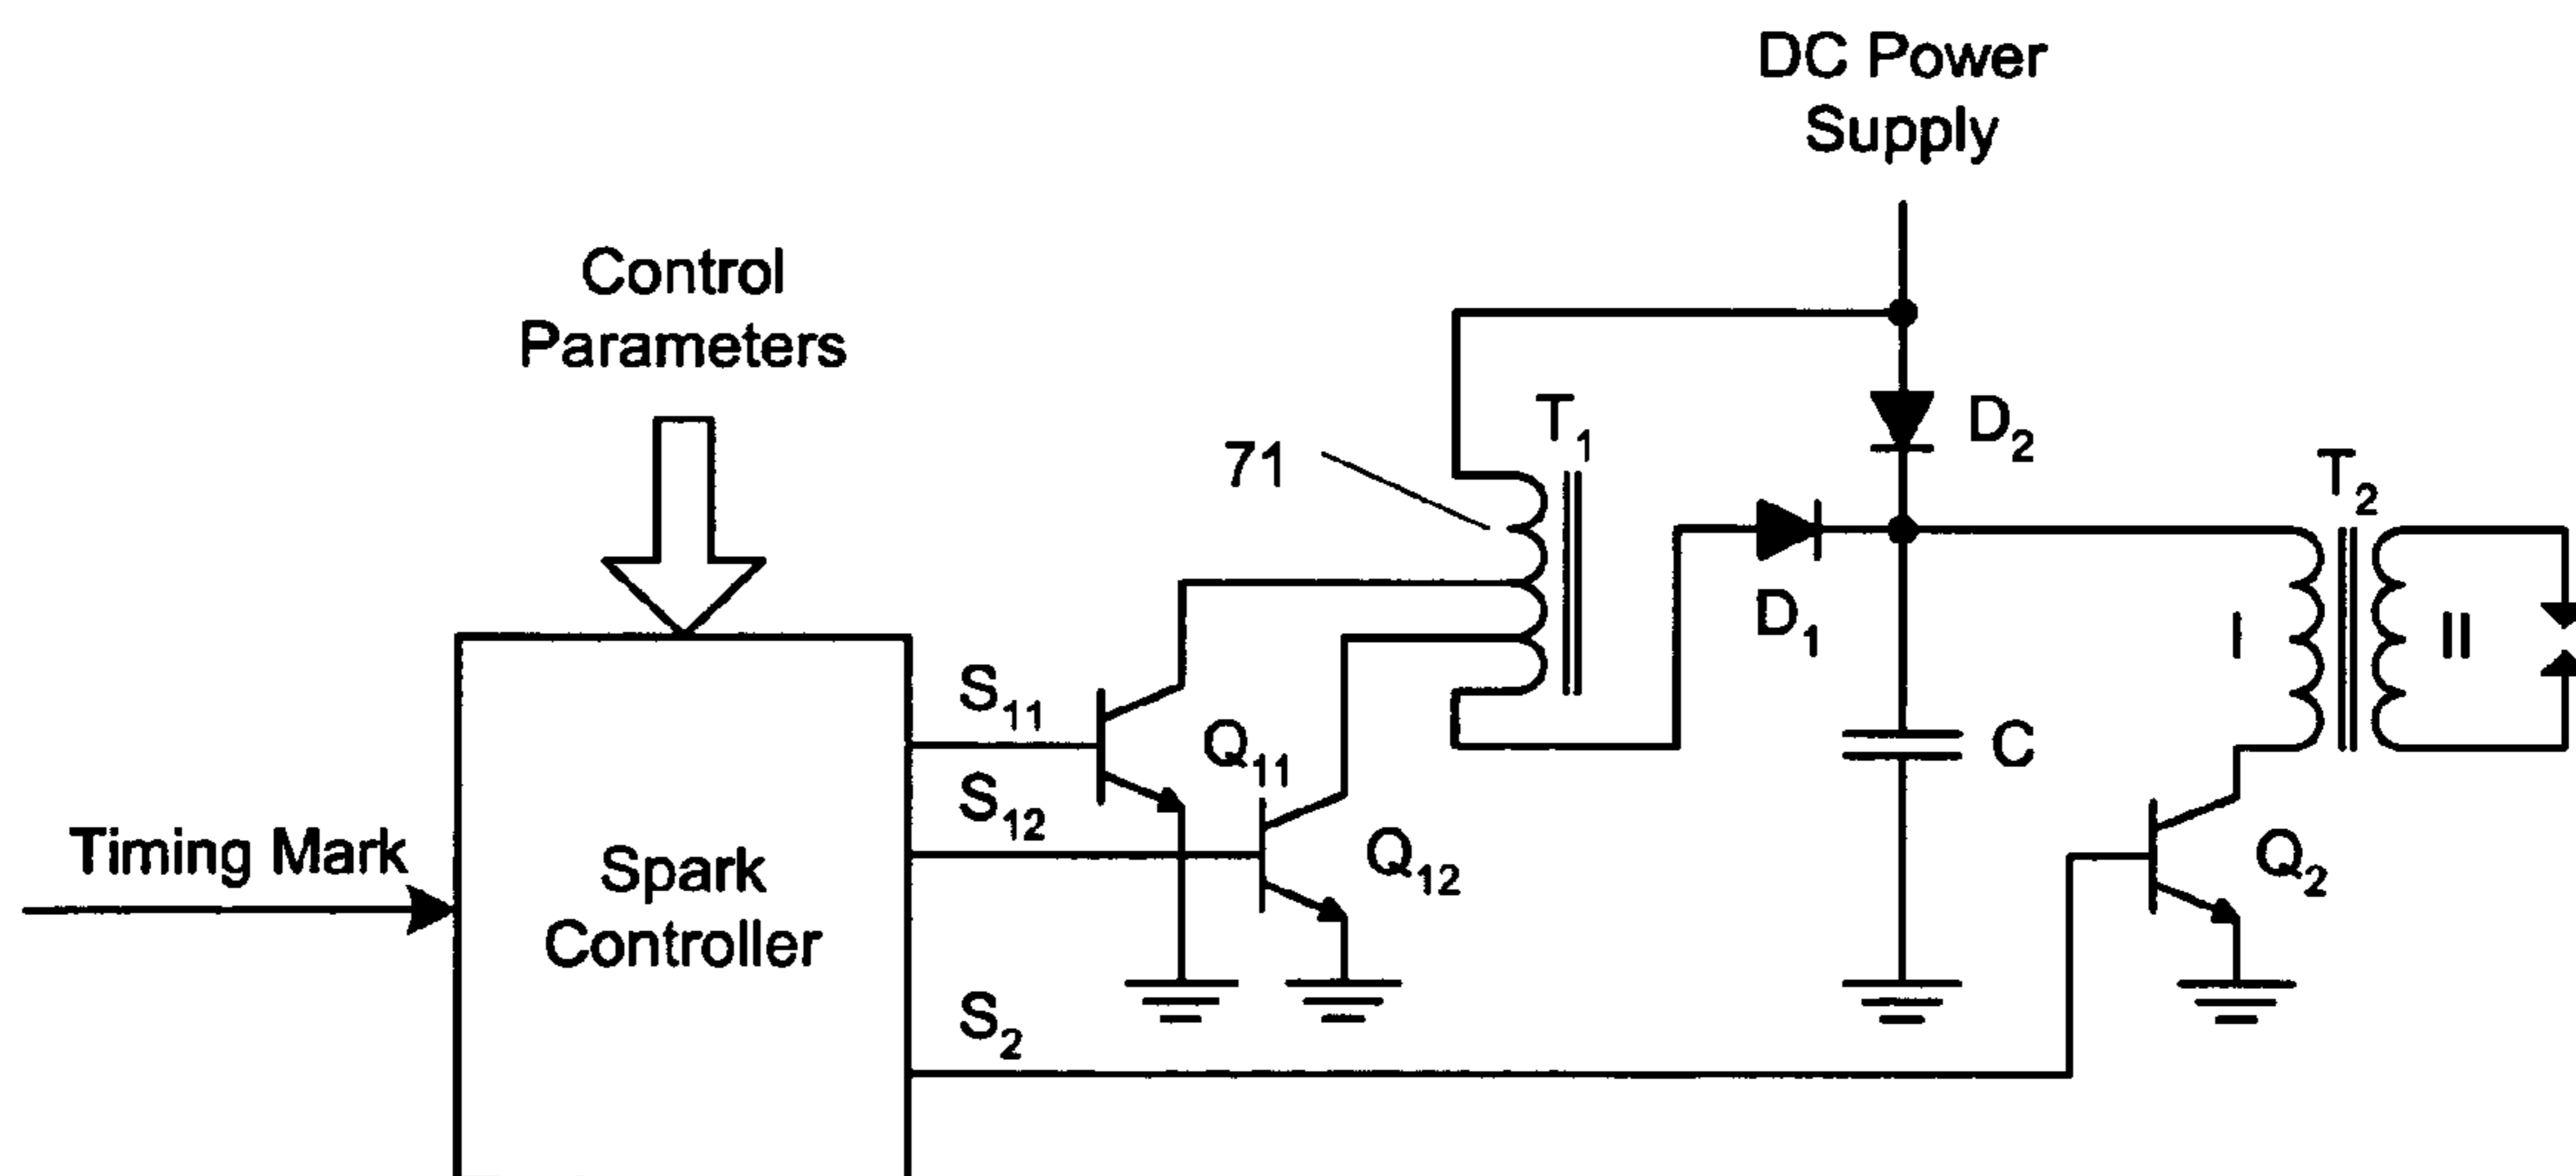 DC Power
Supply
Control
Parameters
T₁
D₂
71
T₂
D₁
I
II
S₁₁
Q₁₁
C
S₁₂
Timing Mark
Spark
Controller
Q₁₂
Q₂
S₂